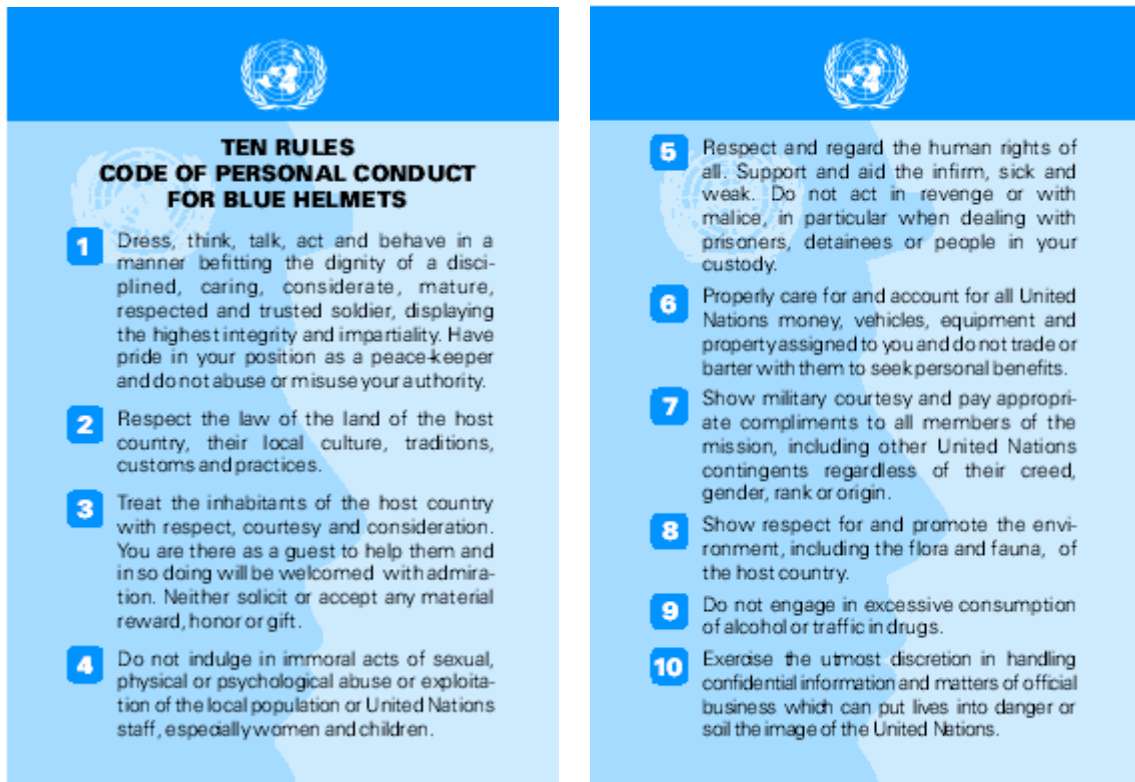 TEN RULES
CODE OF PERSONAL CONDUCT
FOR BLUE HELMETS
1 Dress, think, talk, act and behave in a
manner befitting the dignity of a disci-
plined, caring, considerate, mature,
respected and trusted soldier, displaying
the highest integrity and impartiality. Have
pride in your position as a peace-keeper
and do not abuse or misuse your authority.
2 Respect the law of the land of the host
country, their local culture, traditions,
customs and practices.
3 Treat the inhabitants of the host country
with respect, courtesy and consideration.
You are there as a guest to help them and
in so doing will be welcomed with admira-
tion. Neither solicit or accept any material
reward, honor or gift.
4 Do not indulge in immoral acts of sexual,
physical or psychological abuse or exploita-
tion of the local population or United Nations
staff, especially women and children.
5 Respect and regard the human rights of
all. Support and aid the infirm, sick and
weak. Do not act in revenge or with
malice, in particular when dealing with
prisoners, detainees or people in your
custody.
6 Properly care for and account for all United
Nations money, vehicles, equipment and
property assigned to you and do not trade or
barter with them to seek personal benefits.
7 Show military courtesy and pay appropri-
ate compliments to all members of the
mission, including other United Nations
contingents regardless of their creed,
gender, rank or origin.
8 Show respect for and promote the envi-
ronment, including the flora and fauna, of
the host country.
9 Do not engage in excessive consumption
of alcohol or traffic in drugs.
10 Exercise the utmost discretion in handling
confidential information and matters of official
business which can put lives into danger or
soil the image of the United Nations.